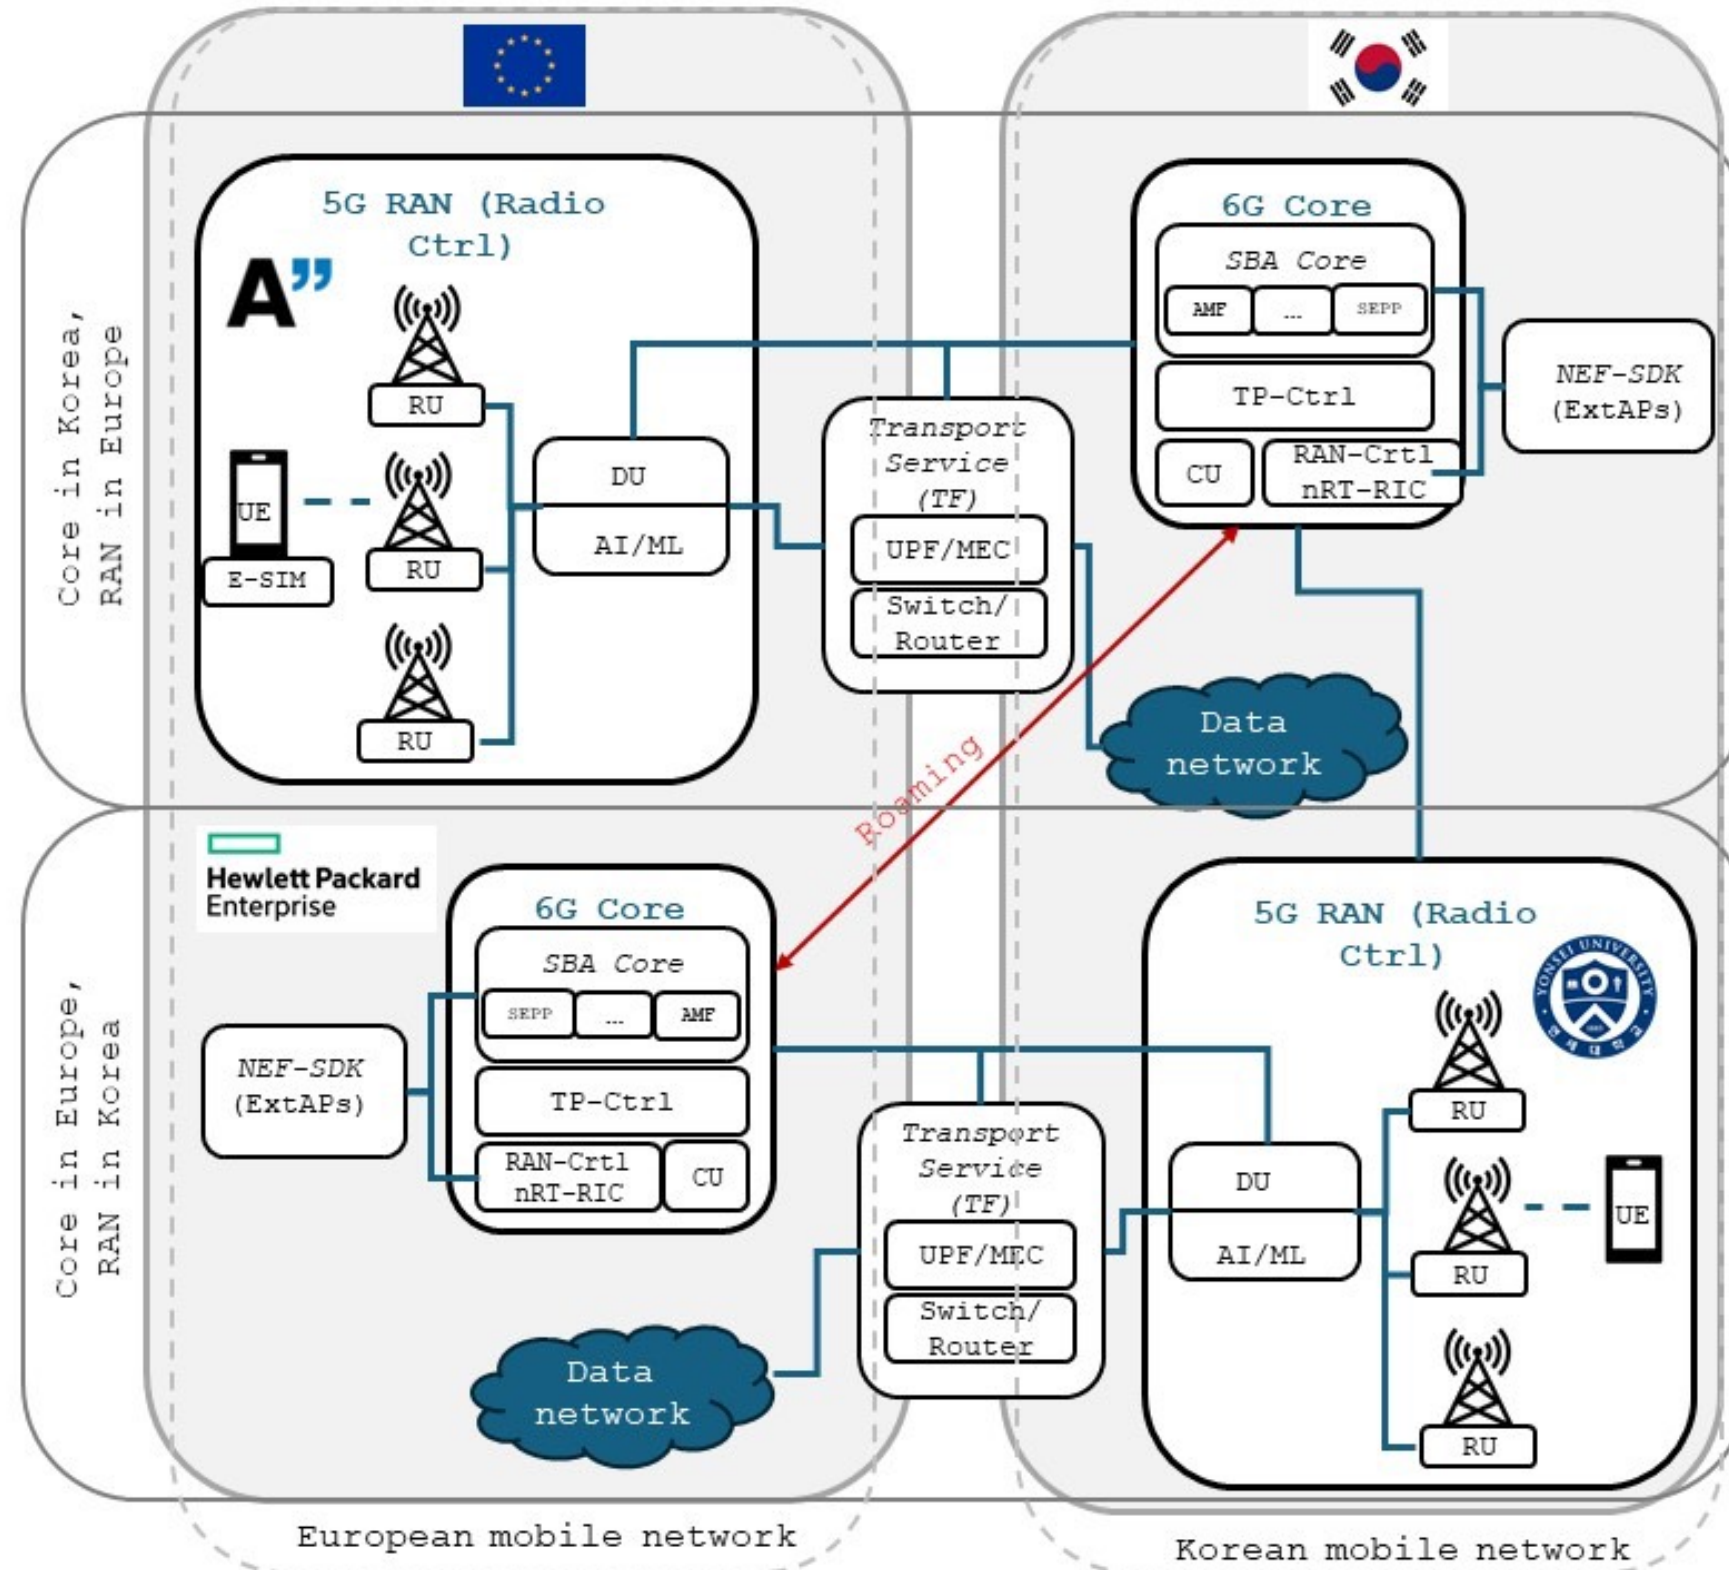 5G RAN (Radio
Ctrl)
A”
RU
UE
E-SIM
RU
RU
DU
AI/ML
Transport
Service
(TF)
UPF/MEC
Switch/
Router
6G Core
SBA Core
AMF
...
SEPP
TP-Ctrl
CU
RAN-Crtl
nRT-RIC
NEF-SDK
(ExtAPs)
Data
network
Core in Korea,
RAN in Europe
Roaming
Hewlett Packard
Enterprise
6G Core
SBA Core
SEPP
...
AMF
TP-Ctrl
RAN-Crtl
nRT-RIC
CU
NEF-SDK
(ExtAPs)
Data
network
Transport
Service
(TF)
UPF/MEC
Switch/
Router
5G RAN (Radio
Ctrl)
YONSEI UNIVERSITY
DU
AI/ML
RU
RU
UE
RU
Core in Europe,
RAN in Korea
European mobile network
Korean mobile network